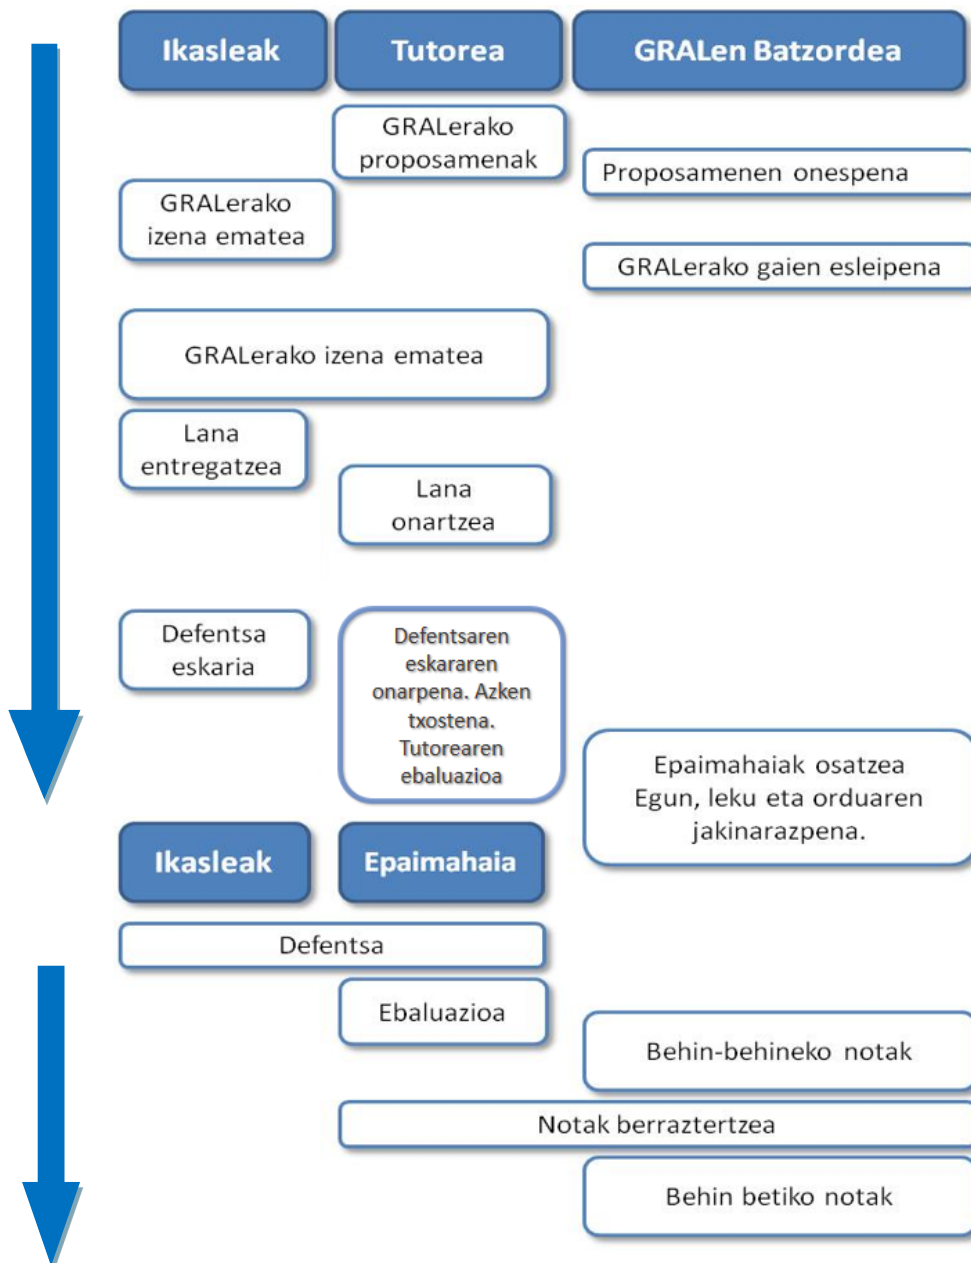 Ikasleak
Tutorea
GRALen Batzordea
GRALerako
proposamenak
Proposamenen onespena
GRALerako
izena ematea
GRALerako gaien esleipena
GRALerako izena ematea
Lana
entregatzea
Lana
onartzea
Defentsa
eskaria
Defentsaren
eskararen
onarpena. Azken
txostena.
Tutorearen
ebaluazioa
Epaimahaiak osatzea
Egun, leku eta orduaren
jakinarazpena.
Ikasleak
Epaimahaia
Defentsa
Ebaluazioa
Behin-behineko notak
Notak berraztertzea
Behin betiko notak